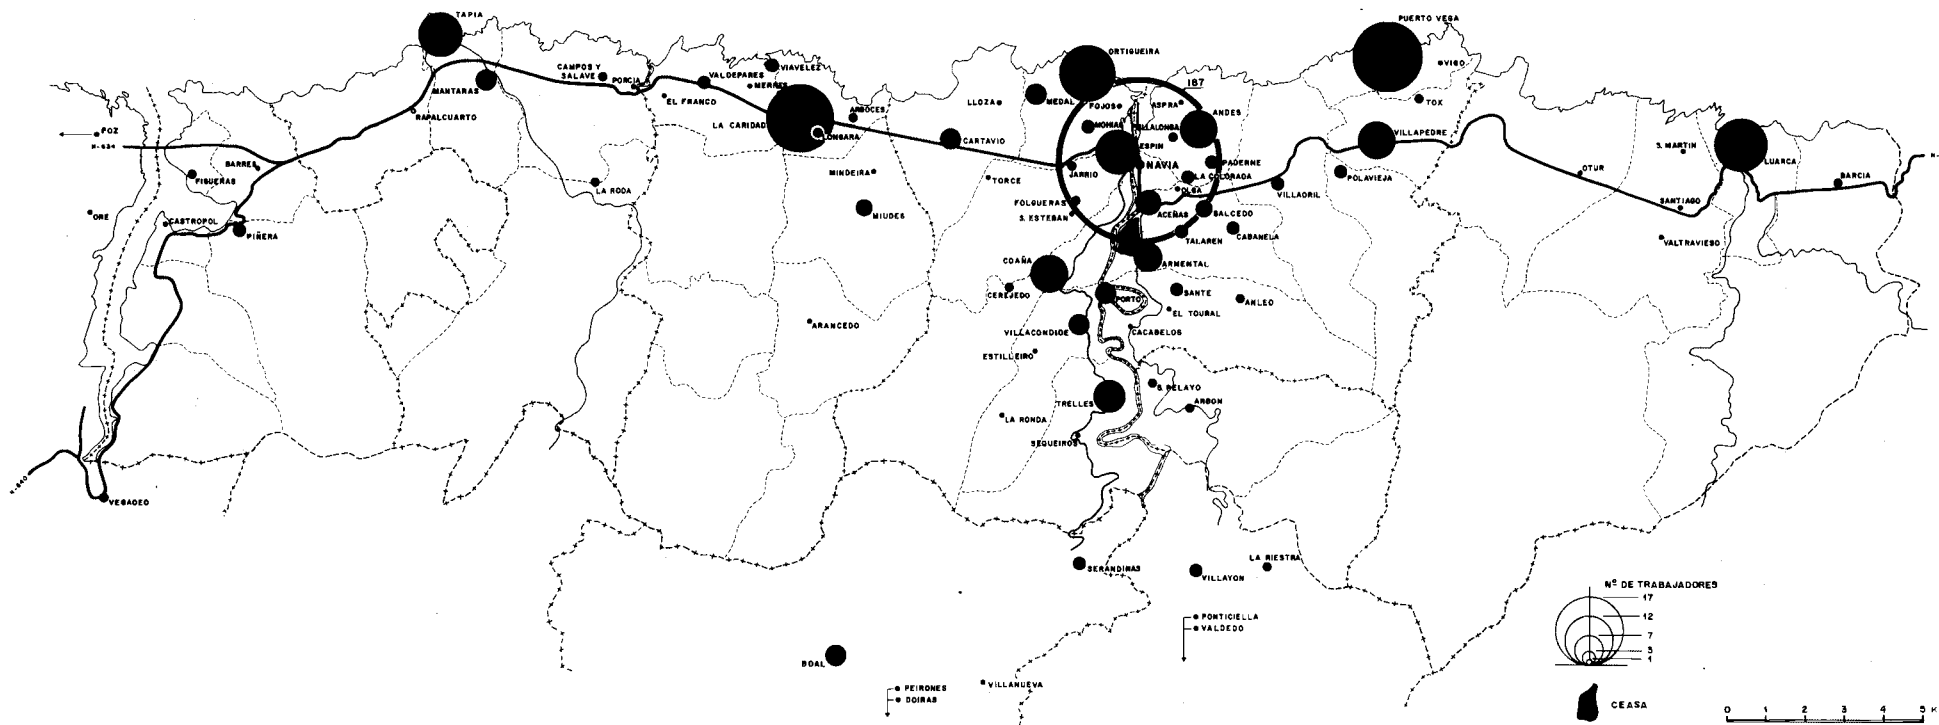 TAPIA
PUERTO VEGA
CAMPOS Y
SALAVE
PORCIA
VALDEPARES
VIAVELEZ
MERRES
ORTIGUEIRA
VIGO
MANTARAS
EL FRANCO
LLOZA
MEDAL
187
TOX
RAPALCUARTO
ARBOCES
FOJOS
ASPRA
ANDES
FOZ
LA CARIDAD
LONGARA
MOHIAS
VILLALONGA
VILLAPEDRE
N-634
CARTAVIO
ESPIN
S. MARTIN
LUARCA
BARRES
MINDEIRA
JARRIO
NAVIA
PADERNE
FIGUERAS
LA RODA
TORCE
LA COLORADA
POLAVIEJA
OTUR
BARCIA
OLGA
VILLAORIL
ORE
CASTROPOL
MIUDES
FOLGUERAS
S. ESTEBAN
ACEÑAS
SALCEDO
SANTIAGO
PIÑERA
TALAREN
CABANELA
VALTRAVIESO
COAÑA
ARMENTAL
CEREJEDO
PORTO
SANTE
ANLEO
EL TOURAL
ARANCEDO
VILLACONDIDE
CACABELOS
ESTILLEIRO
S. PELAYO
TRELLES
ARBON
LA RONDA
SEQUEIROS
N-640
VEGADEO
SERANDINAS
VILLAYON
LA RIESTRA
Nº DE TRABAJADORES
17
12
7
3
1
PONTICIELLA
VALDEDO
BOAL
VILLANUEVA
PEIRONES
DOIRAS
CEASA
0 1 2 3 4 5 K